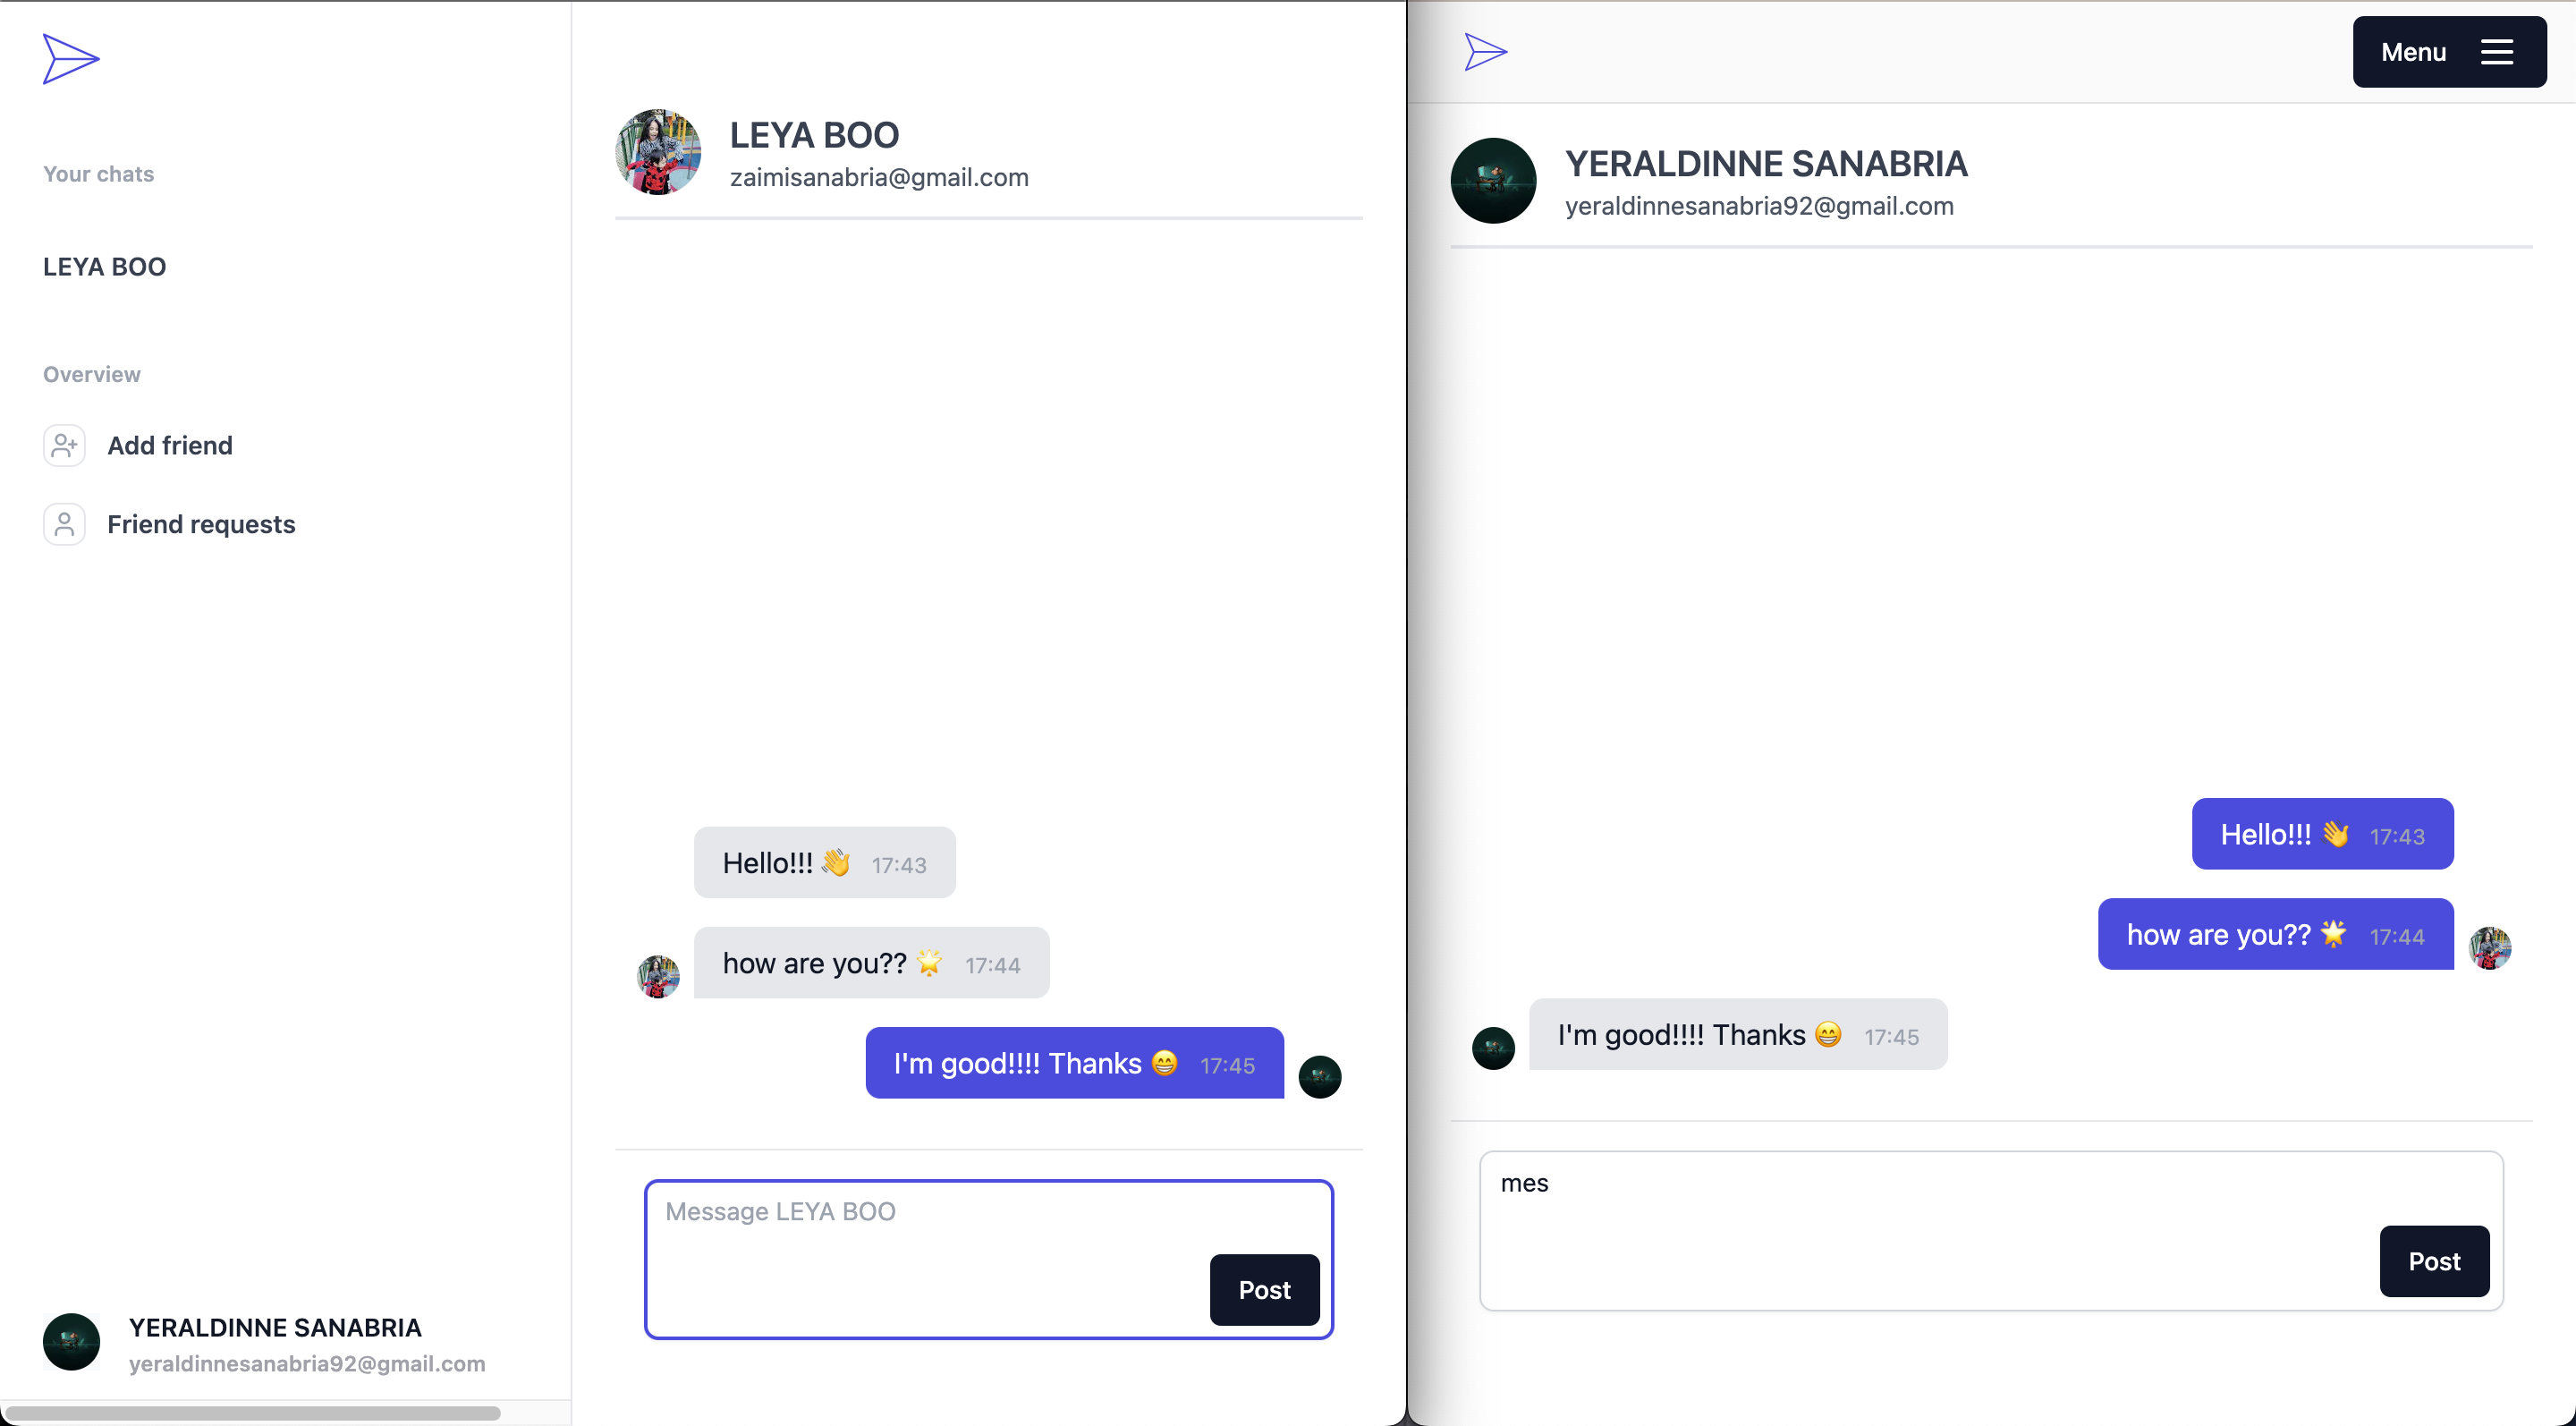 Your chats
LEYA BOO
Overview
Add friend
Friend requests
YERALDINNE SANABRIA
yeraldinnesanabria92@gmail.com
LEYA BOO
zaimisanabria@gmail.com
Hello!!! 👋 17:43
how are you?? 🌟 17:44
I'm good!!!! Thanks 😁 17:45
Message LEYA BOO
Post
Menu
YERALDINNE SANABRIA
yeraldinnesanabria92@gmail.com
Hello!!! 👋 17:43
how are you?? 🌟 17:44
I'm good!!!! Thanks 😁 17:45
mes
Post